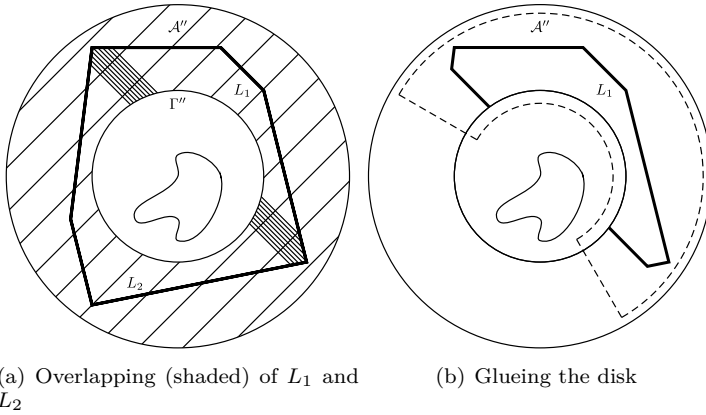 𝒜″
L₁
Γ″
L₂
𝒜″
L₁
(a) Overlapping (shaded) of L₁ and
L₂
(b) Glueing the disk